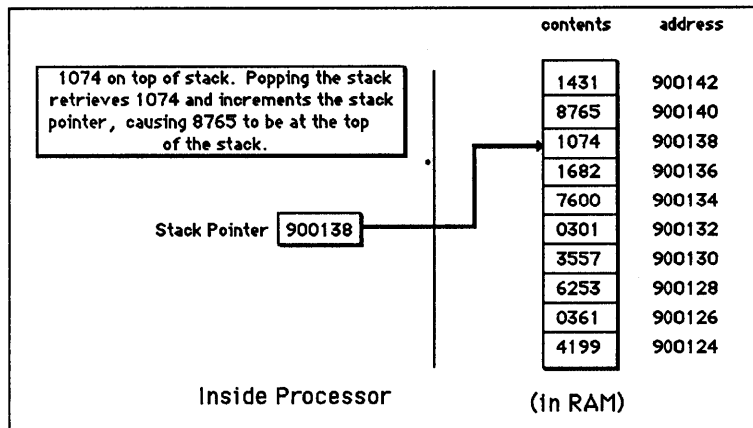 contents address
1074 on top of stack. Popping the stack
retrieves 1074 and increments the stack
pointer, causing 8765 to be at the top
of the stack.
1431 900142
8765 900140
1074 900138
1682 900136
7600 900134
Stack Pointer 900138
0301 900132
3557 900130
6253 900128
0361 900126
4199 900124
Inside Processor
(in RAM)